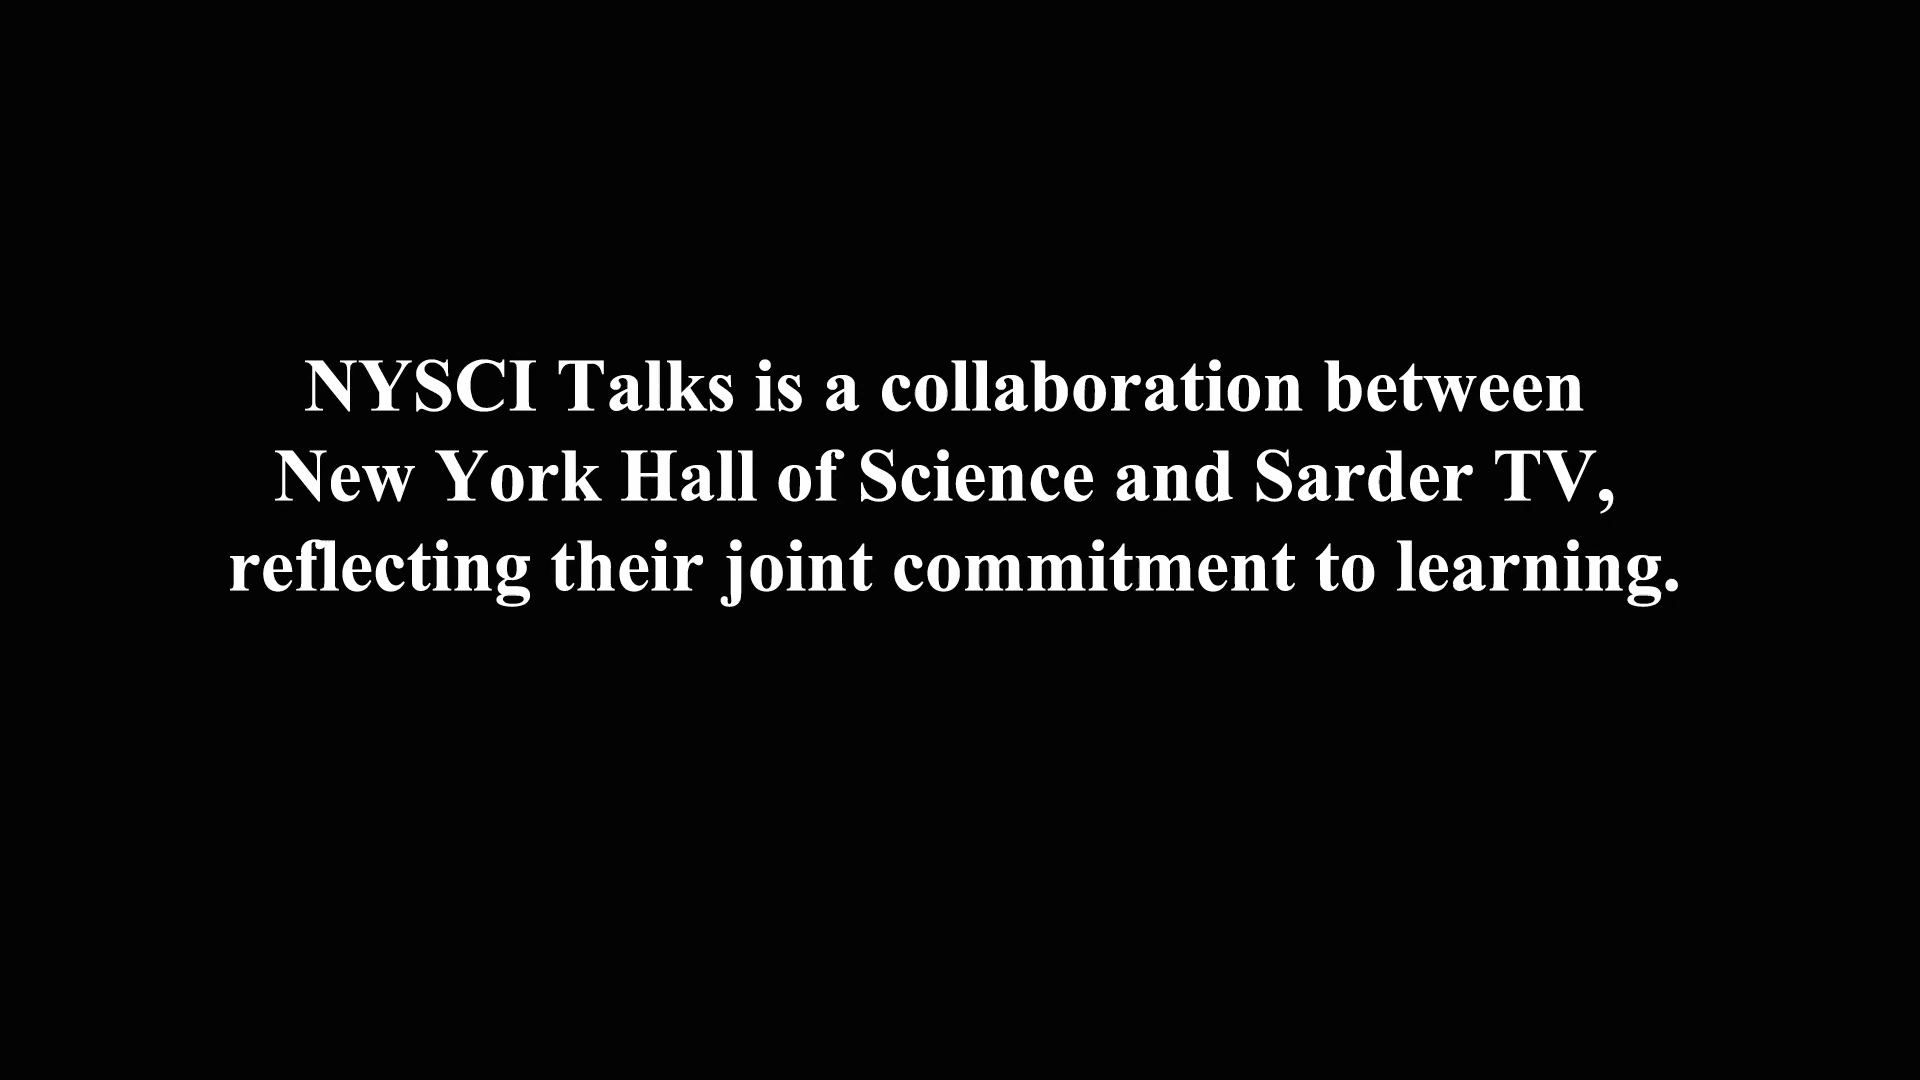 NYSCI Talks is a collaboration between
New York Hall of Science and Sarder TV,
reflecting their joint commitment to learning.